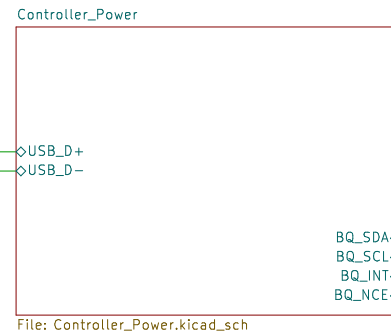 Controller_Power
USB_D+
USB_D-
BQ_SDA
BQ_SCL
BQ_INT
BQ_NCE
File: Controller_Power.kicad_sch